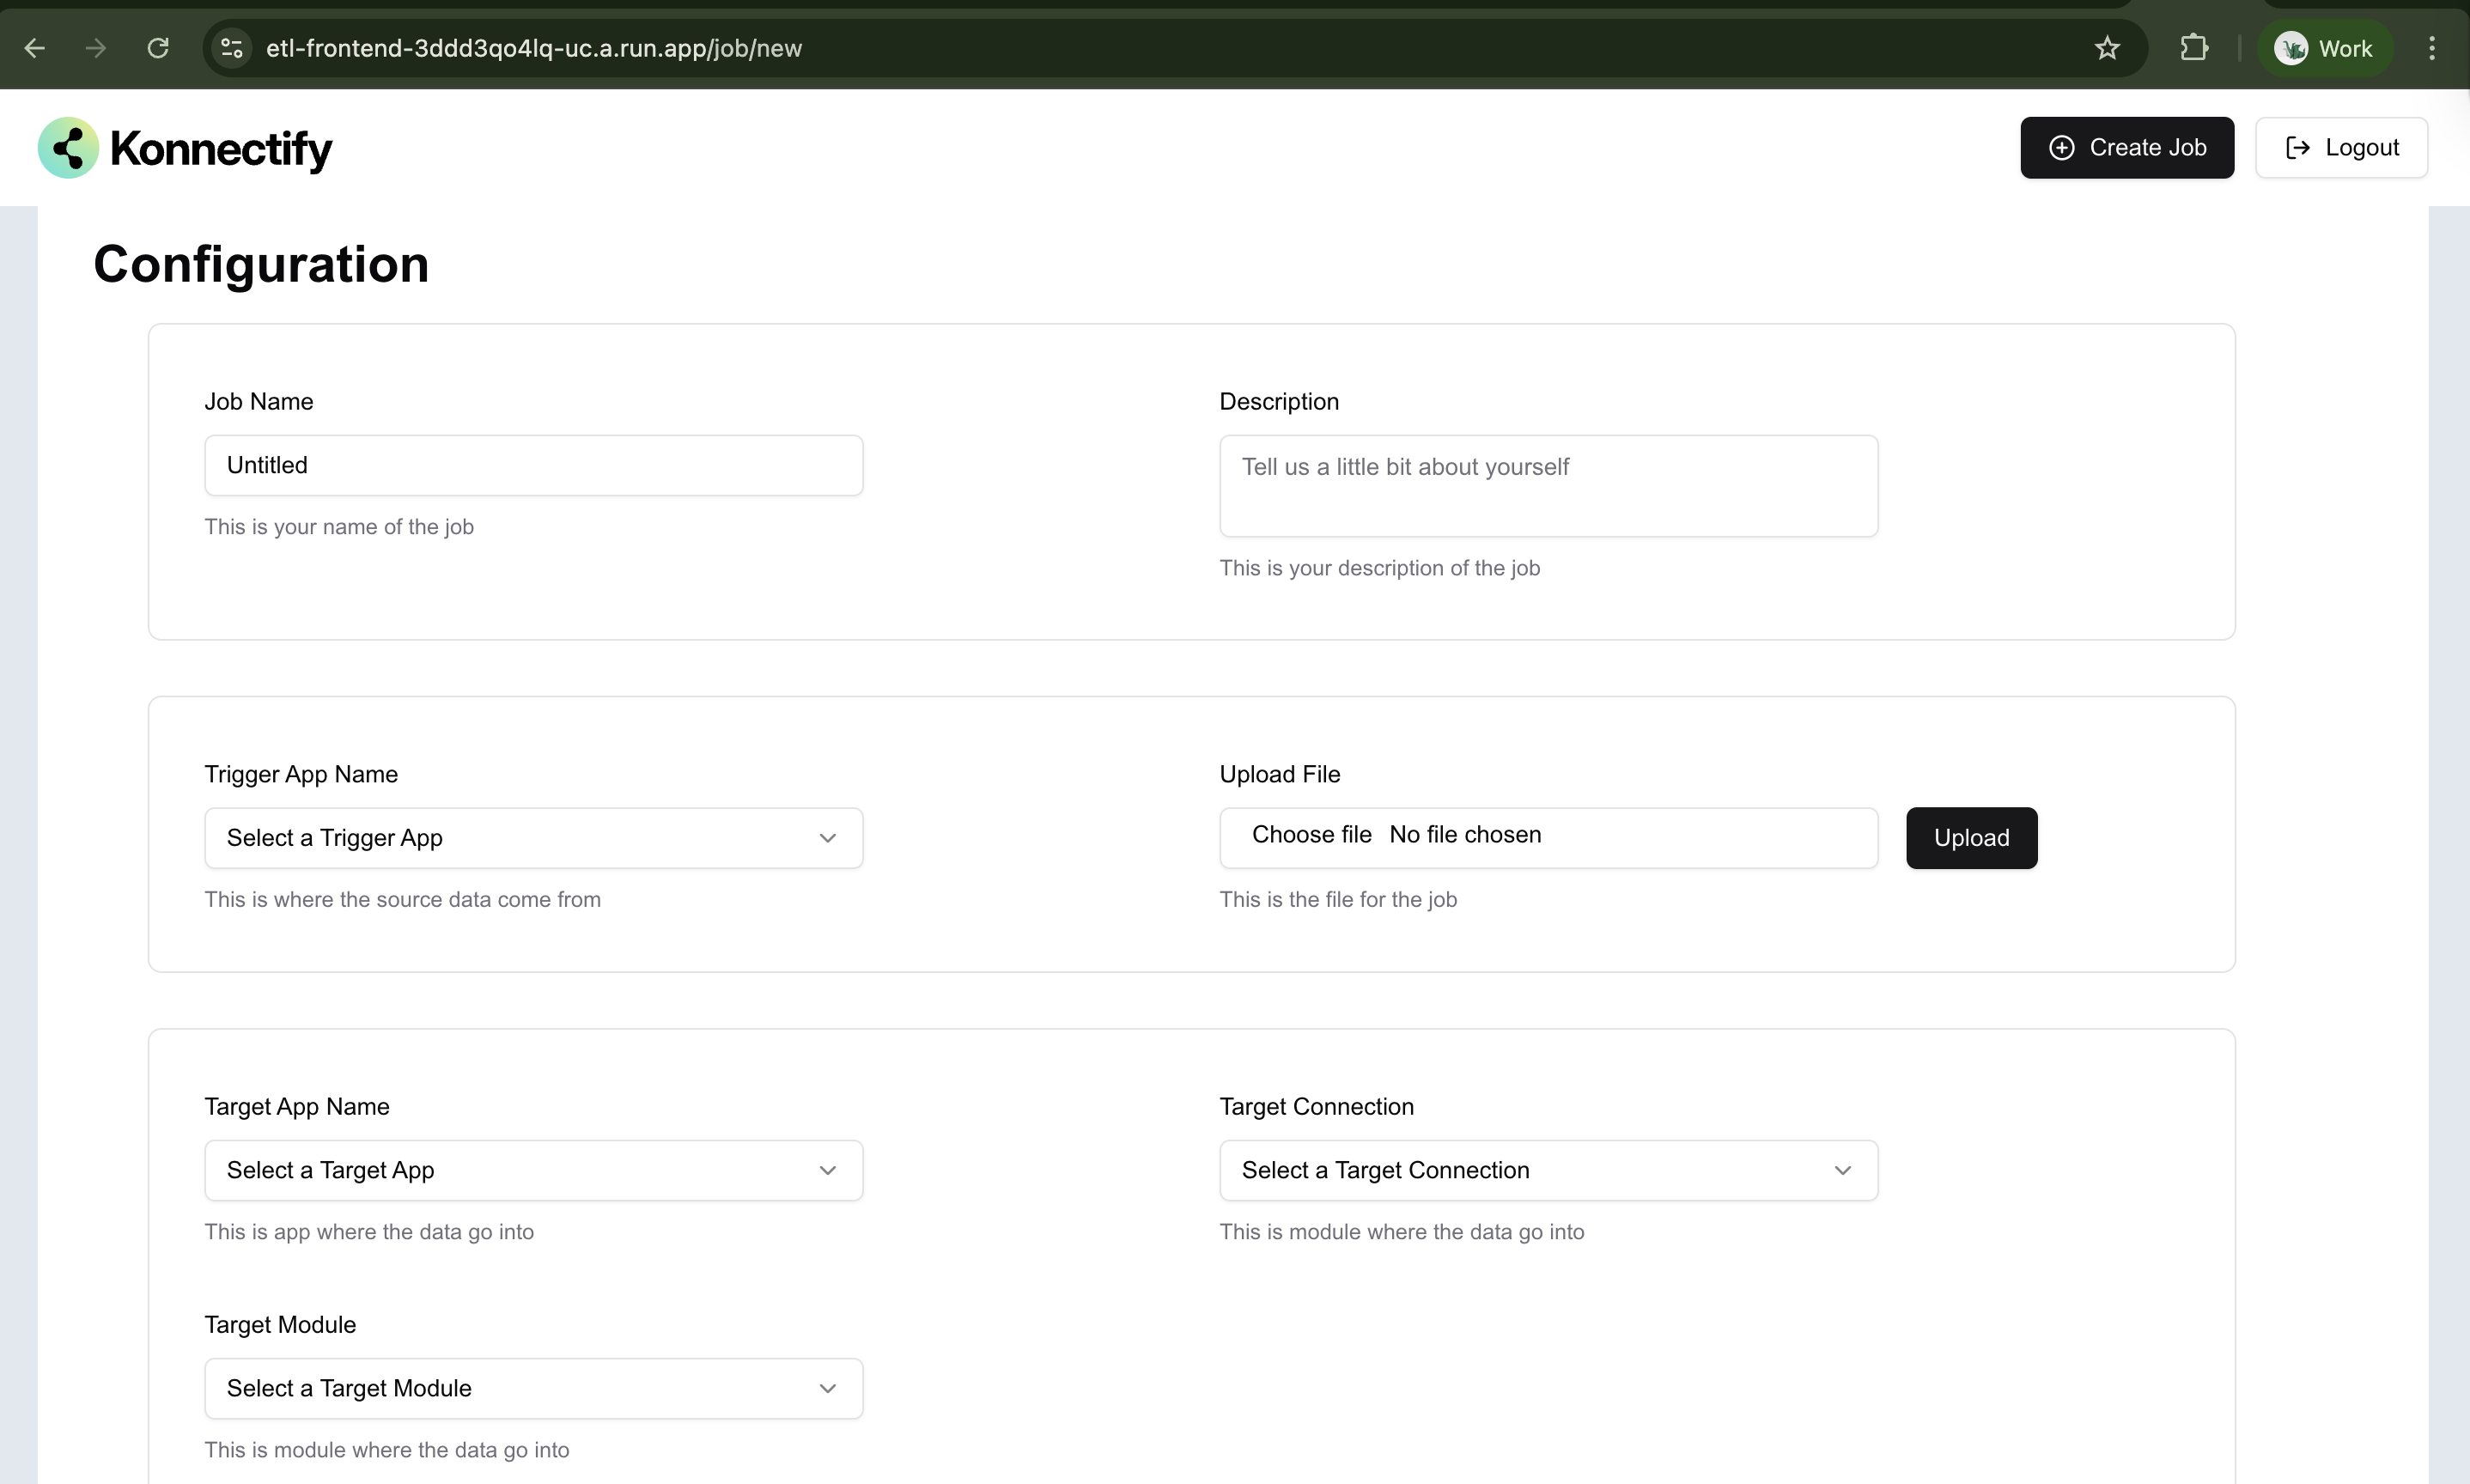 etl-frontend-3ddd3qo4lq-uc.a.run.app/job/new
Work
Konnectify
Create Job
Logout
Configuration
Job Name
Description
Untitled
Tell us a little bit about yourself
This is your name of the job
This is your description of the job
Trigger App Name
Upload File
Select a Trigger App
Choose file No file chosen
Upload
This is where the source data come from
This is the file for the job
Target App Name
Target Connection
Select a Target App
Select a Target Connection
This is app where the data go into
This is module where the data go into
Target Module
Select a Target Module
This is module where the data go into